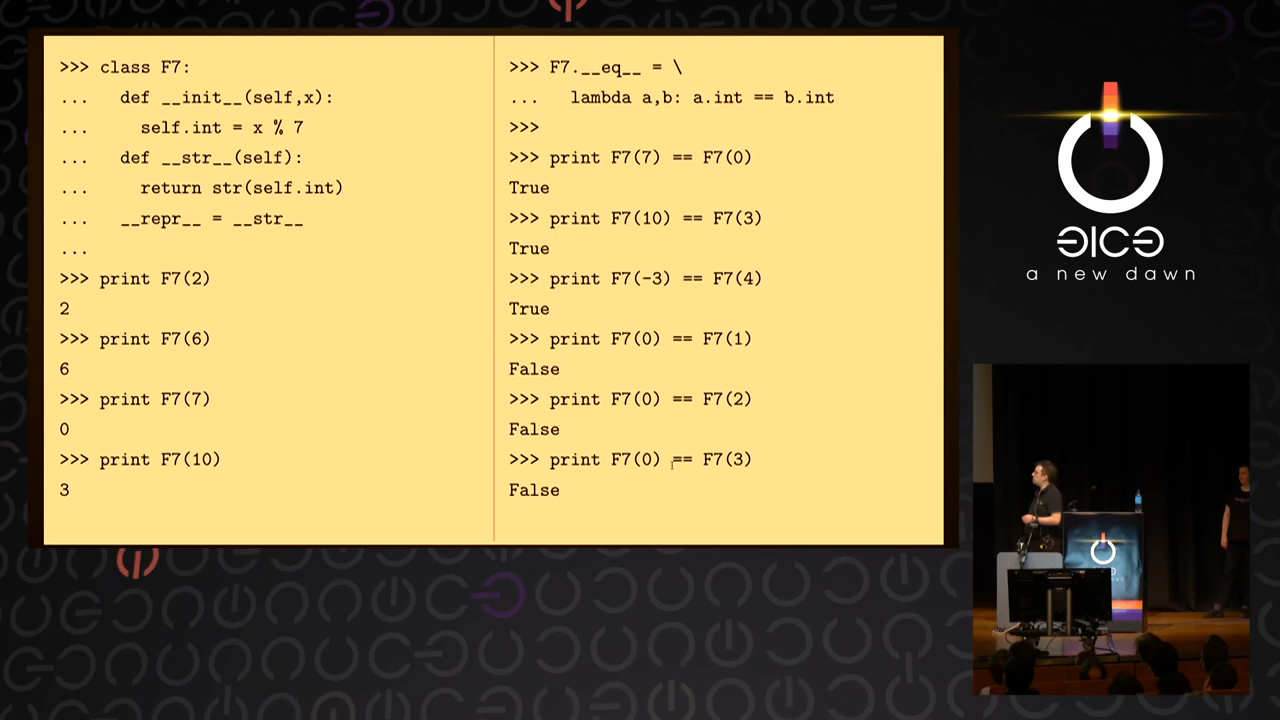 >>> class F7:
...   def __init__(self,x):
...     self.int = x % 7
...   def __str__(self):
...     return str(self.int)
...   __repr__ = __str__
...
>>> print F7(2)
2
>>> print F7(6)
6
>>> print F7(7)
0
>>> print F7(10)
3
>>> F7.__eq__ = \
...   lambda a,b: a.int == b.int
>>>
>>> print F7(7) == F7(0)
True
>>> print F7(10) == F7(3)
True
>>> print F7(-3) == F7(4)
True
>>> print F7(0) == F7(1)
False
>>> print F7(0) == F7(2)
False
>>> print F7(0) == F7(3)
False
a new dawn